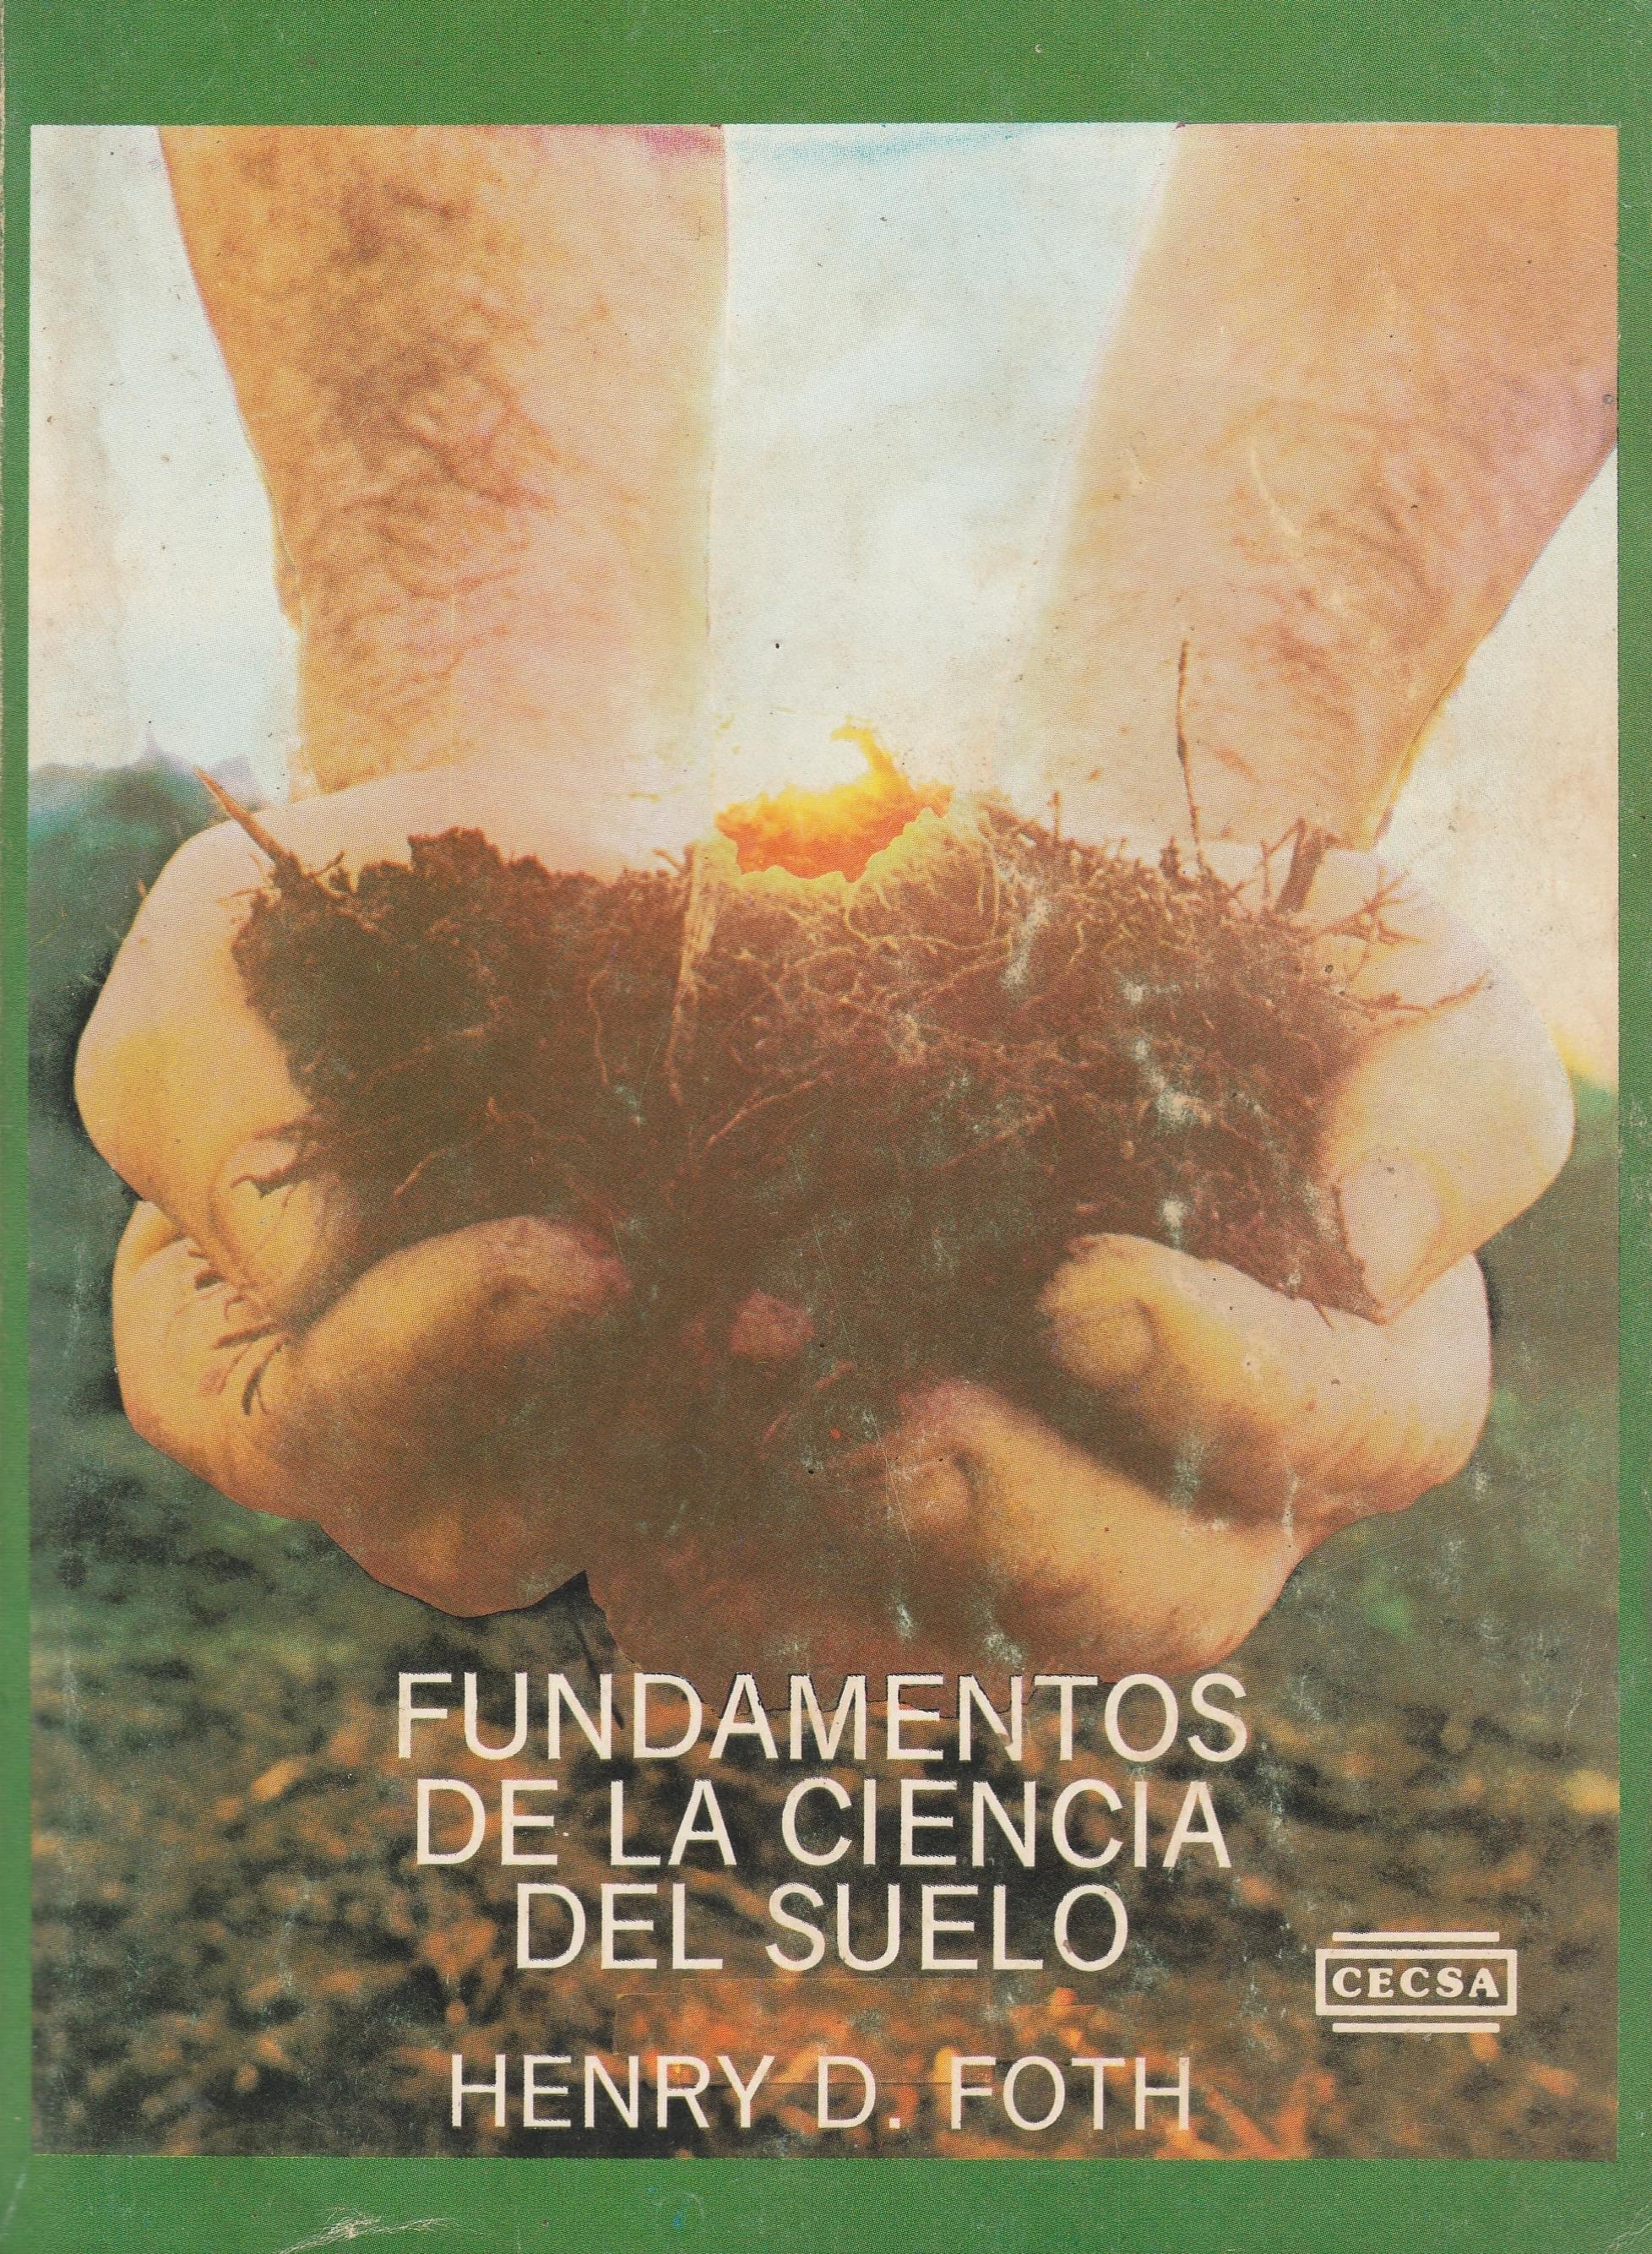 FUNDAMENTOS
DE LA CIENCIA
DEL SUELO
CECSA
HENRY D. FOTH